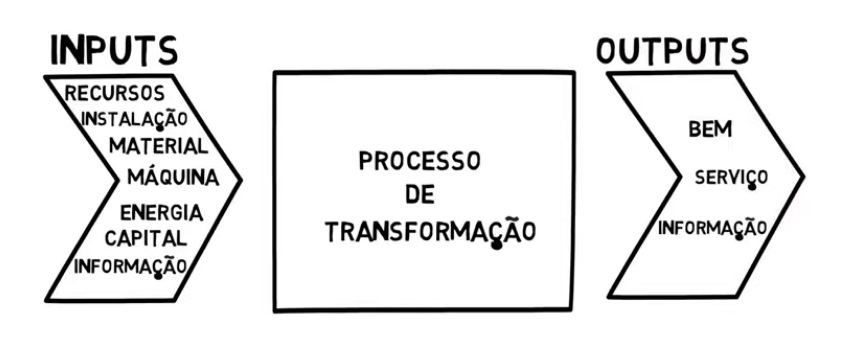 INPUTS
RECURSOS
INSTALAÇÃO
MATERIAL
MÁQUINA
ENERGIA
CAPITAL
INFORMAÇÃO
PROCESSO
DE
TRANSFORMAÇÃO
OUTPUTS
BEM
SERVIÇO
INFORMAÇÃO